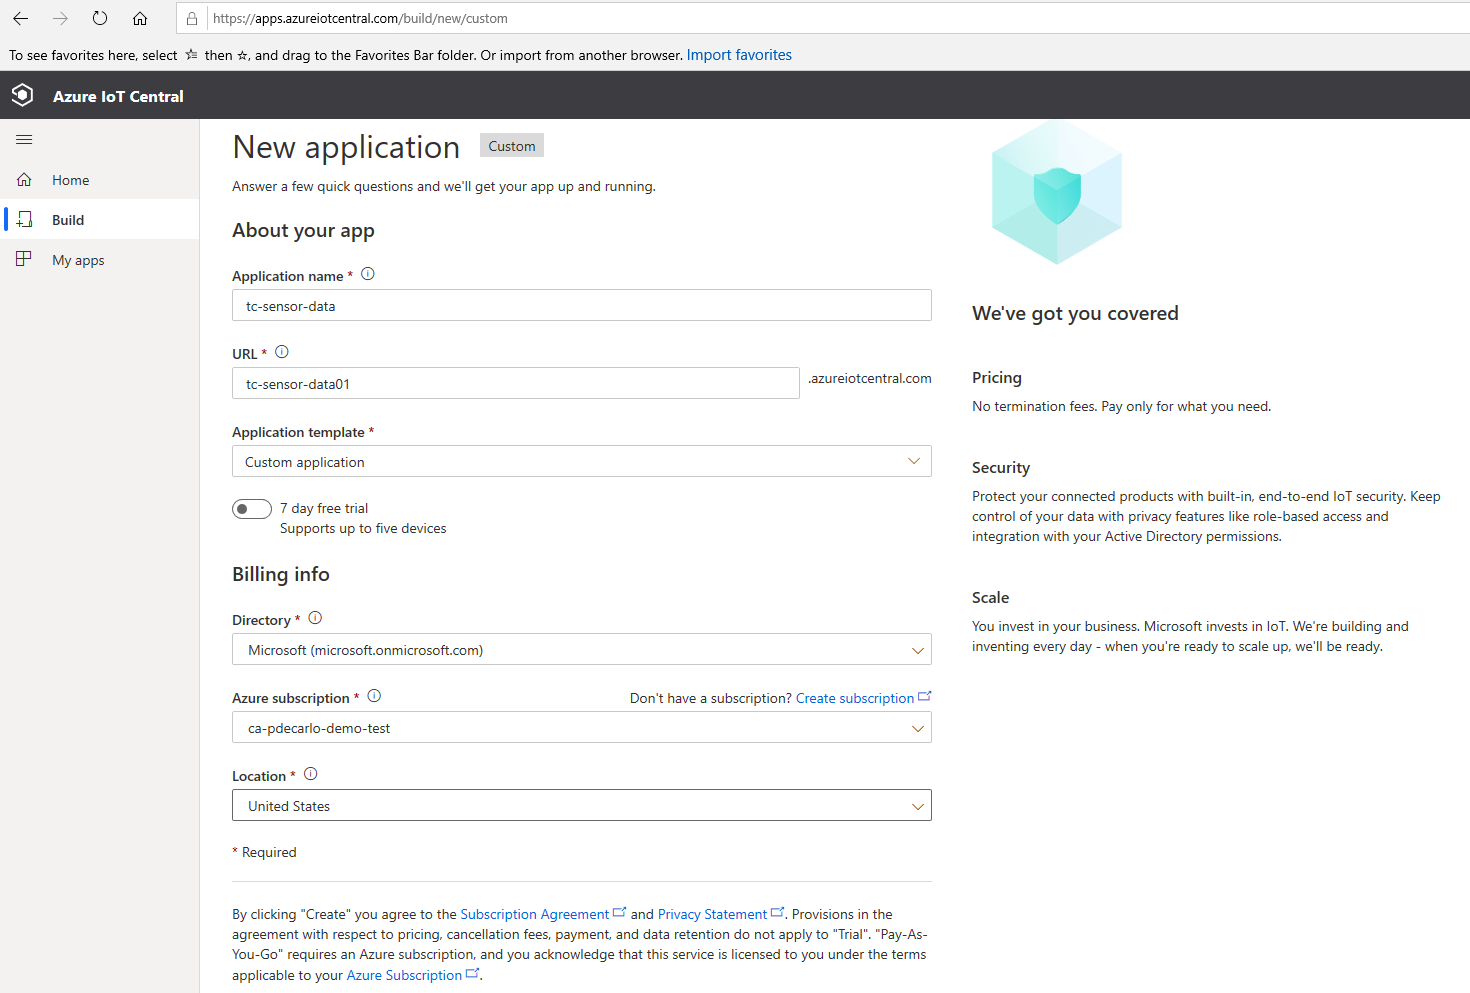 https://apps.azureiotcentral.com/build/new/custom
To see favorites here, select then , and drag to the Favorites Bar folder. Or import from another browser. Import favorites
Azure IoT Central
Home
Build
My apps
New application Custom
Answer a few quick questions and we'll get your app up and running.
About your app
Application name *
tc-sensor-data
URL *
tc-sensor-data01 .azureiotcentral.com
Application template *
Custom application
7 day free trial
Supports up to five devices
Billing info
Directory *
Microsoft (microsoft.onmicrosoft.com)
Azure subscription * Don't have a subscription? Create subscription
ca-pdecarlo-demo-test
Location *
United States
* Required
By clicking "Create" you agree to the Subscription Agreement and Privacy Statement. Provisions in the
agreement with respect to pricing, cancellation fees, payment, and data retention do not apply to "Trial". "Pay-As-
You-Go" requires an Azure subscription, and you acknowledge that this service is licensed to you under the terms
applicable to your Azure Subscription.
We've got you covered
Pricing
No termination fees. Pay only for what you need.
Security
Protect your connected products with built-in, end-to-end IoT security. Keep
control of your data with privacy features like role-based access and
integration with your Active Directory permissions.
Scale
You invest in your business. Microsoft invests in IoT. We're building and
inventing every day - when you're ready to scale up, we'll be ready.